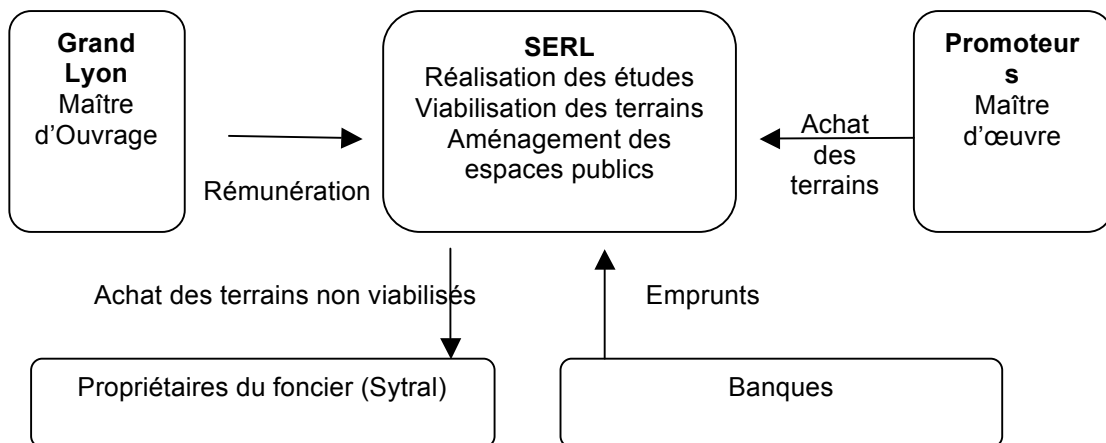 Grand
Lyon
Maître
d’Ouvrage
Rémunération
SERL
Réalisation des études
Viabilisation des terrains
Aménagement des
espaces publics
Achat
des
terrains
Promoteur
s
Maître
d’œuvre
Achat des terrains non viabilisés
Emprunts
Propriétaires du foncier (Sytral)
Banques